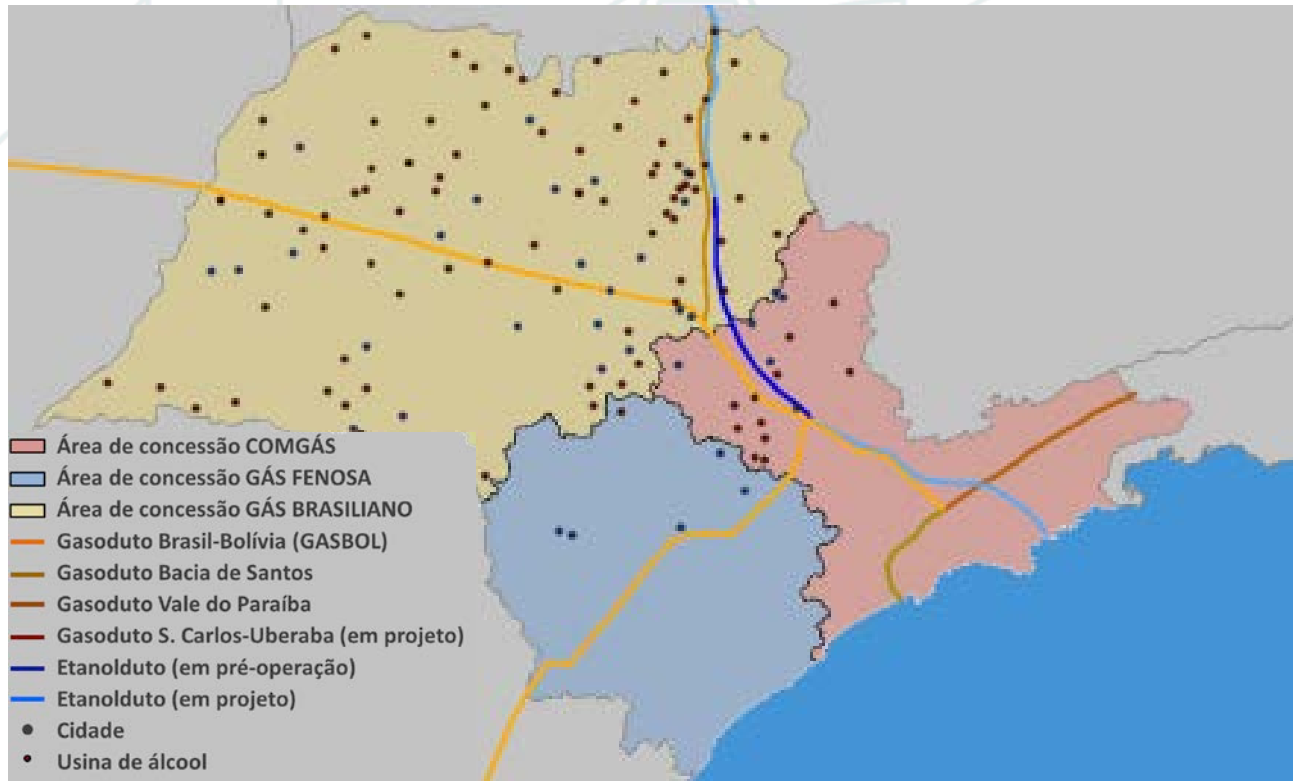 Área de concessão COMGÁS
Área de concessão GÁS FENOSA
Área de concessão GÁS BRASILIANO
Gasoduto Brasil-Bolívia (GASBOL)
Gasoduto Bacia de Santos
Gasoduto Vale do Paraíba
Gasoduto S. Carlos-Uberaba (em projeto)
Etanolduto (em pré-operação)
Etanolduto (em projeto)
Cidade
Usina de álcool